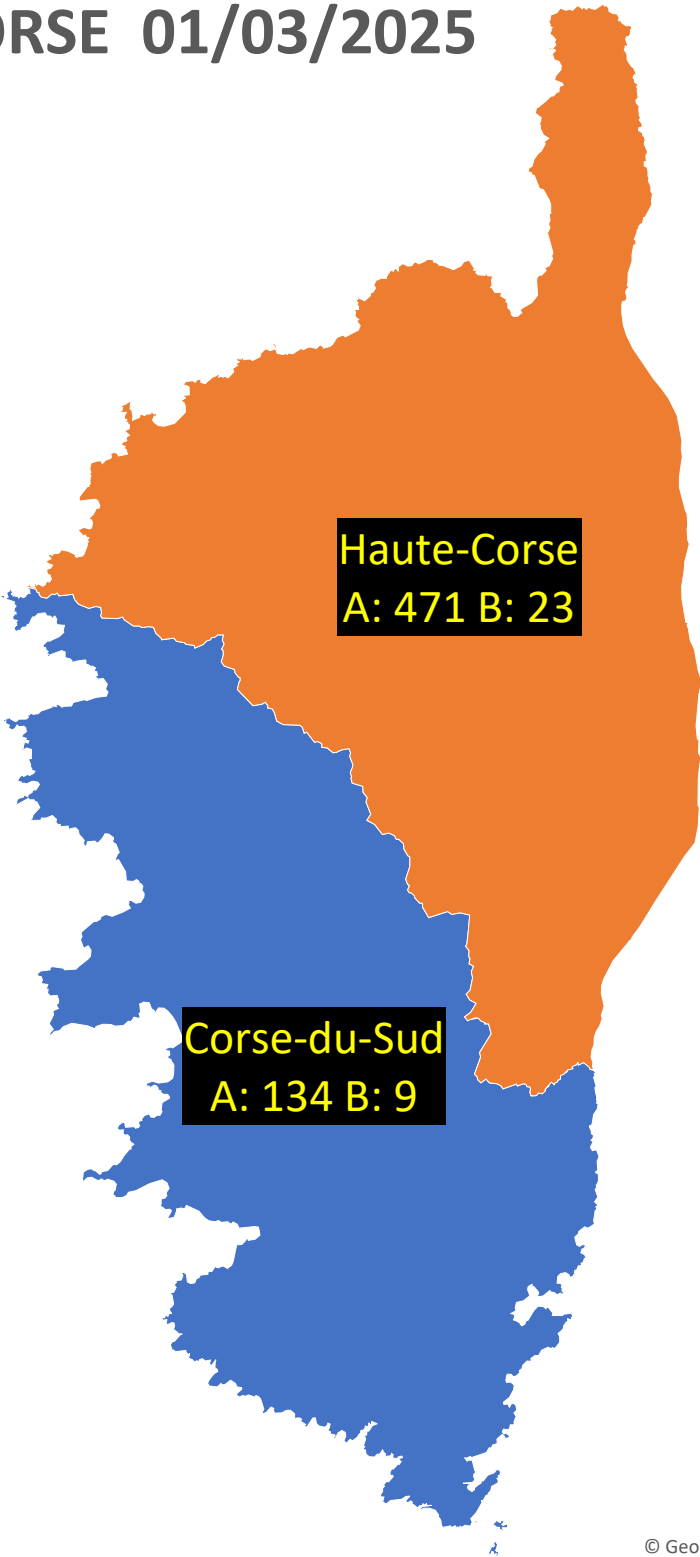 ORSE 01/03/2025
Haute-Corse
A: 471 B: 23
Corse-du-Sud
A: 134 B: 9
© Geo